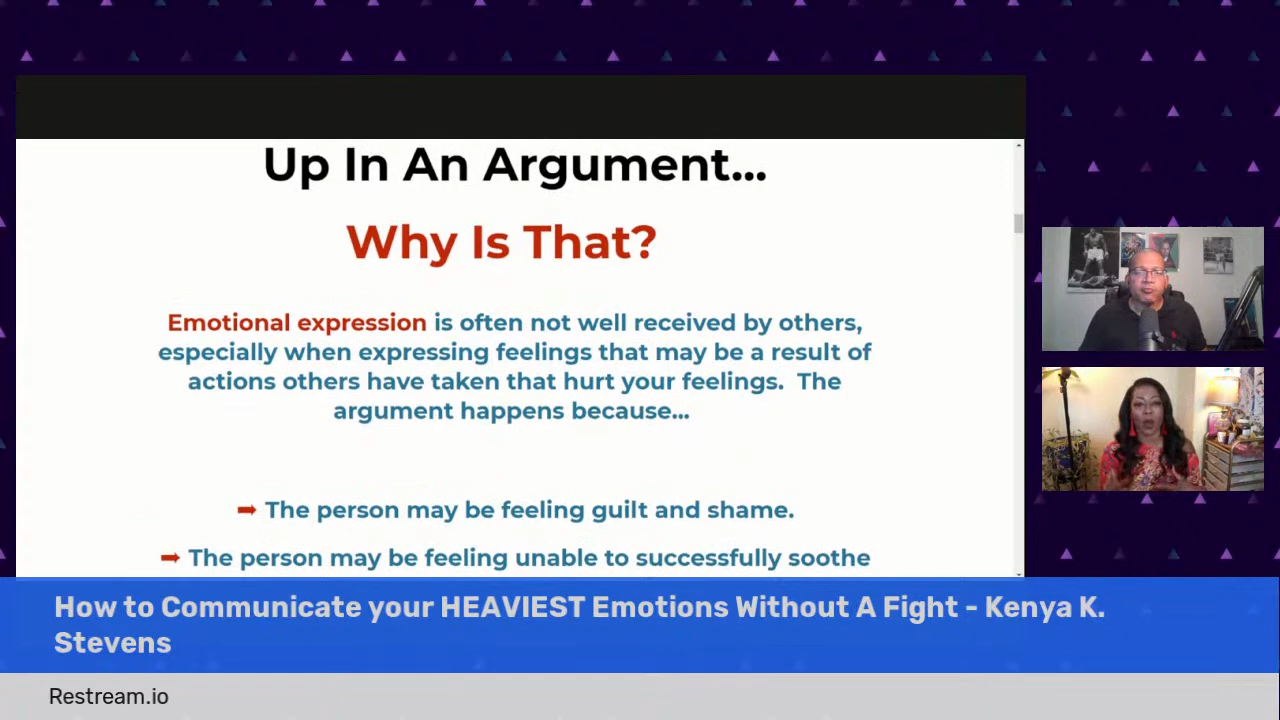 Up In An Argument...
Why Is That?
Emotional expression is often not well received by others,
especially when expressing feelings that may be a result of
actions others have taken that hurt your feelings.  The
argument happens because...
➡ The person may be feeling guilt and shame.
➡ The person may be feeling unable to successfully soothe
How to Communicate your HEAVIEST Emotions Without A Fight - Kenya K.
Stevens
Restream.io